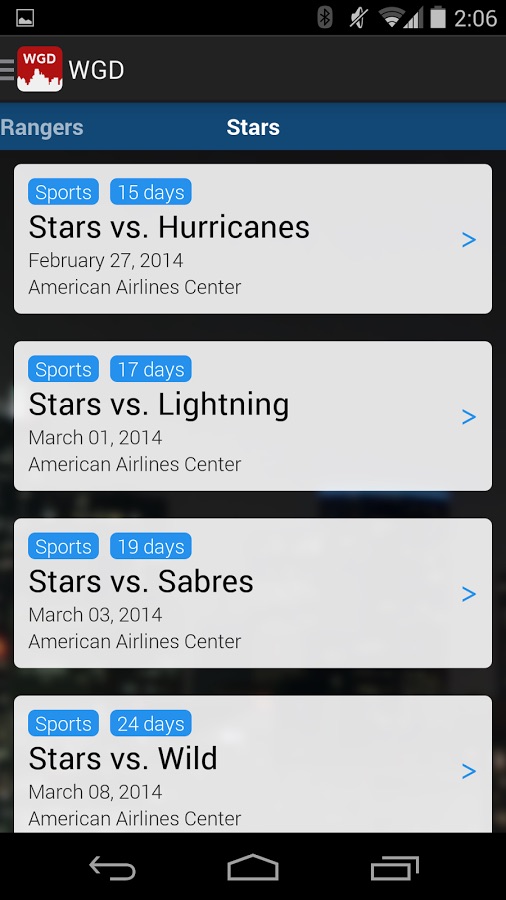 2:06
WGD
WGD
Rangers
Stars
Sports 15 days
Stars vs. Hurricanes
February 27, 2014
American Airlines Center
>
Sports 17 days
Stars vs. Lightning
March 01, 2014
American Airlines Center
>
Sports 19 days
Stars vs. Sabres
March 03, 2014
American Airlines Center
>
Sports 24 days
Stars vs. Wild
March 08, 2014
American Airlines Center
>